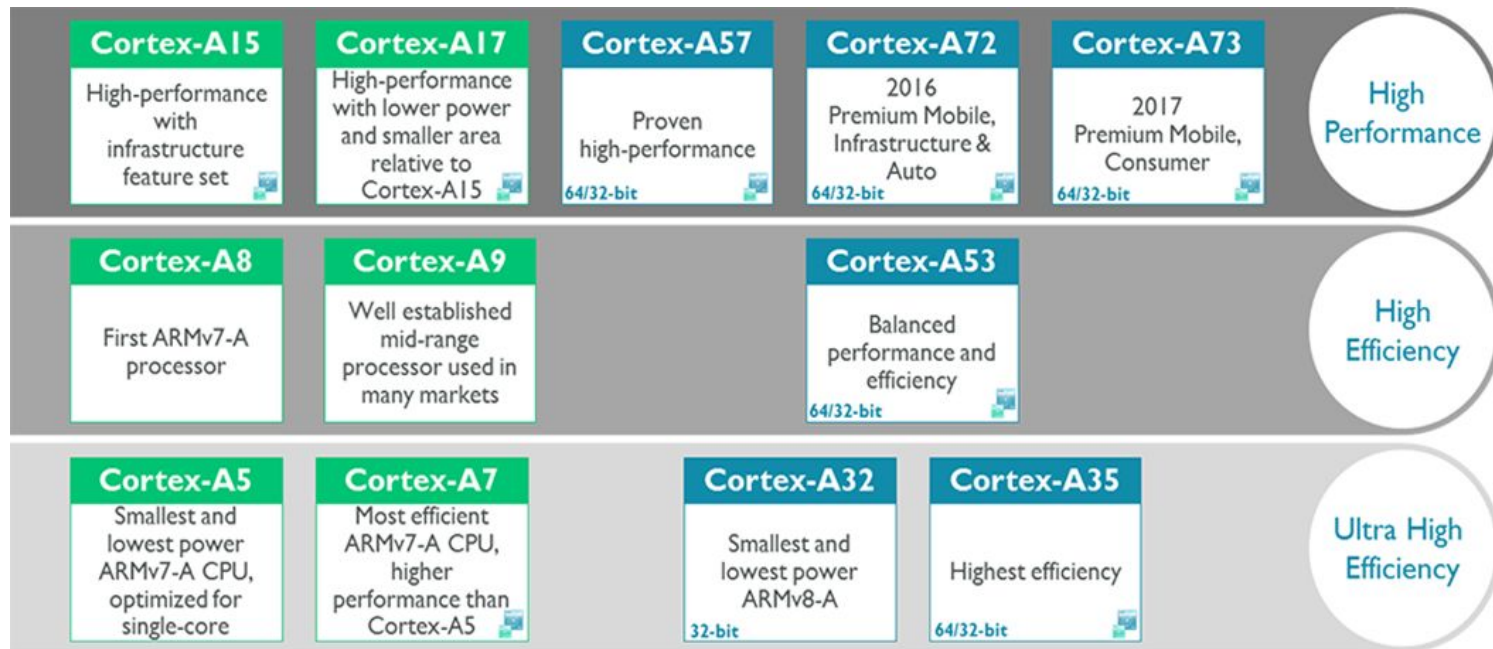 Cortex-A15
High-performance
with
infrastructure
feature set
Cortex-A17
High-performance
with lower power
and smaller area
relative to
Cortex-A15
Cortex-A57
Proven
high-performance
64/32-bit
Cortex-A72
2016
Premium Mobile,
Infrastructure &
Auto
64/32-bit
Cortex-A73
2017
Premium Mobile,
Consumer
64/32-bit
High
Performance
Cortex-A8
First ARMv7-A
processor
Cortex-A9
Well established
mid-range
processor used in
many markets
Cortex-A53
Balanced
performance and
efficiency
64/32-bit
High
Efficiency
Cortex-A5
Smallest and
lowest power
ARMv7-A CPU,
optimized for
single-core
Cortex-A7
Most efficient
ARMv7-A CPU,
higher
performance than
Cortex-A5
Cortex-A32
Smallest and
lowest power
ARMv8-A
32-bit
Cortex-A35
Highest efficiency
64/32-bit
Ultra High
Efficiency